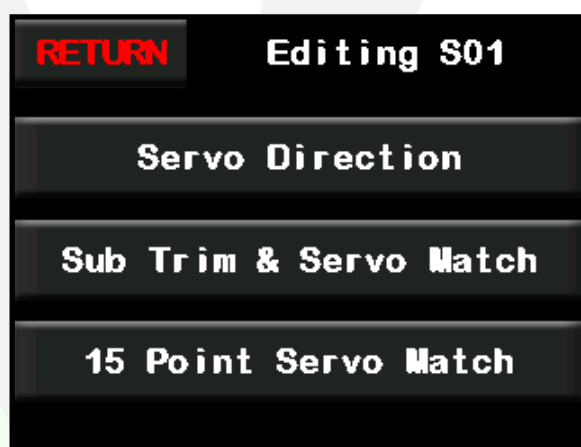 RETURN Editing S01
Servo Direction
Sub Trim & Servo Match
15 Point Servo Match